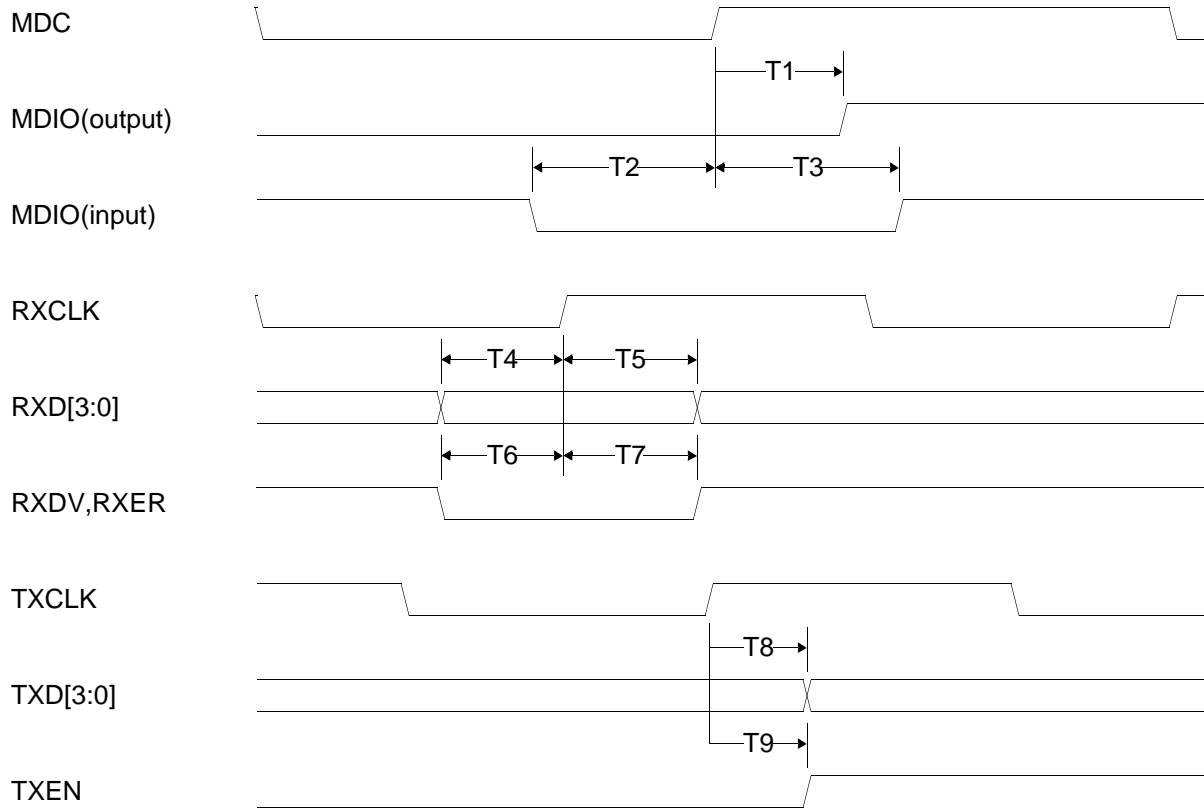 MDC
T1
MDIO(output)
T2 T3
MDIO(input)
RXCLK
T4 T5
RXD[3:0]
T6 T7
RXDV,RXER
TXCLK
T8
TXD[3:0]
T9
TXEN